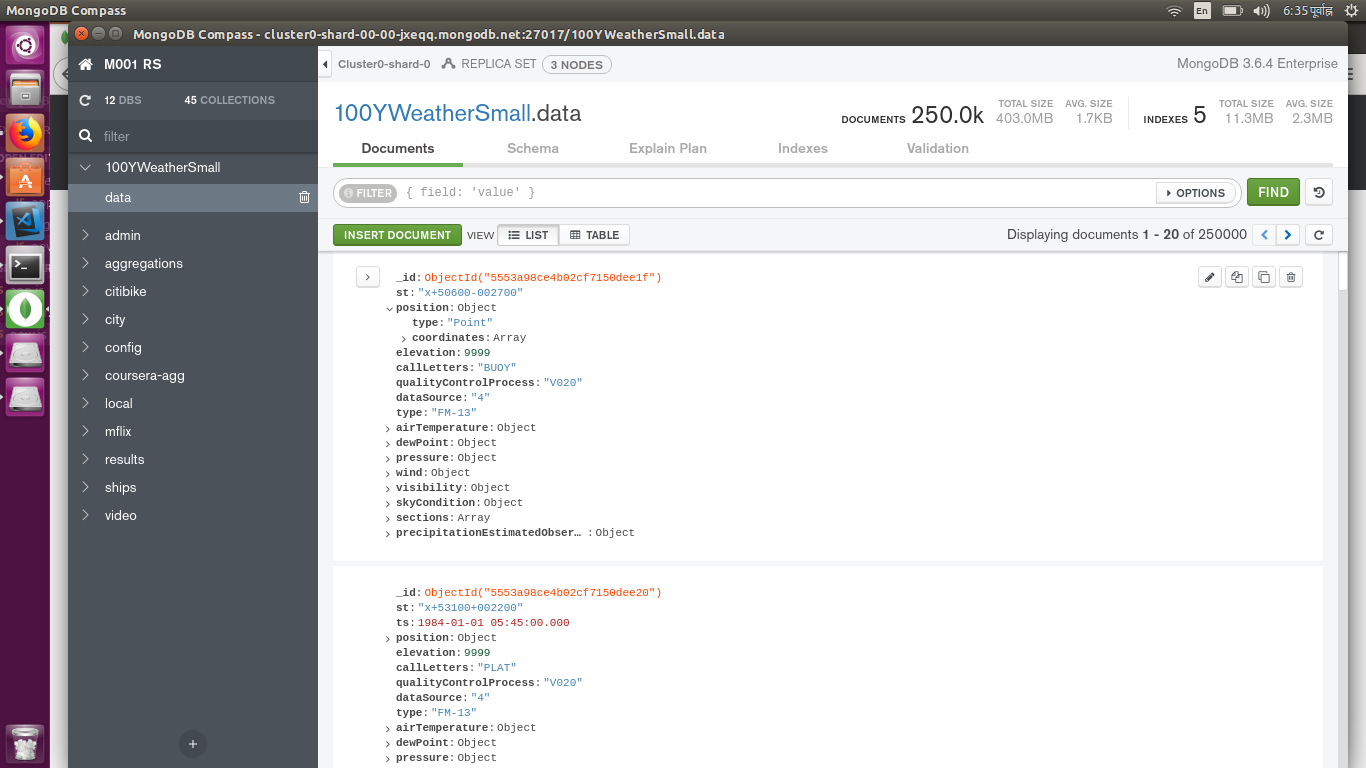 MongoDB Compass
En
6:35 पूर्वाह्न
MongoDB Compass - cluster0-shard-00-00-jxeqq.mongodb.net:27017/100YWeatherSmall.data
M001 RS
12 DBS 45 COLLECTIONS
filter
100YWeatherSmall
data
admin
aggregations
citibike
city
config
coursera-agg
local
mflix
results
ships
video
Cluster0-shard-0 REPLICA SET 3 NODES
MongoDB 3.6.4 Enterprise
100YWeatherSmall.data
DOCUMENTS 250.0k
TOTAL SIZE 403.0MB
AVG. SIZE 1.7KB
INDEXES 5
TOTAL SIZE 11.3MB
AVG. SIZE 2.3MB
Documents Schema Explain Plan Indexes Validation
FILTER { field: 'value' } OPTIONS FIND
INSERT DOCUMENT VIEW LIST TABLE
Displaying documents 1 - 20 of 250000
_id: ObjectId("5553a98ce4b02cf7150dee1f")
st: "x+50600-002700"
position: Object
type: "Point"
coordinates: Array
elevation: 9999
callLetters: "BUOY"
qualityControlProcess: "V020"
dataSource: "4"
type: "FM-13"
airTemperature: Object
dewPoint: Object
pressure: Object
wind: Object
visibility: Object
skyCondition: Object
sections: Array
precipitationEstimatedObser… : Object
_id: ObjectId("5553a98ce4b02cf7150dee20")
st: "x+53100+002200"
ts: 1984-01-01 05:45:00.000
position: Object
elevation: 9999
callLetters: "PLAT"
qualityControlProcess: "V020"
dataSource: "4"
type: "FM-13"
airTemperature: Object
dewPoint: Object
pressure: Object